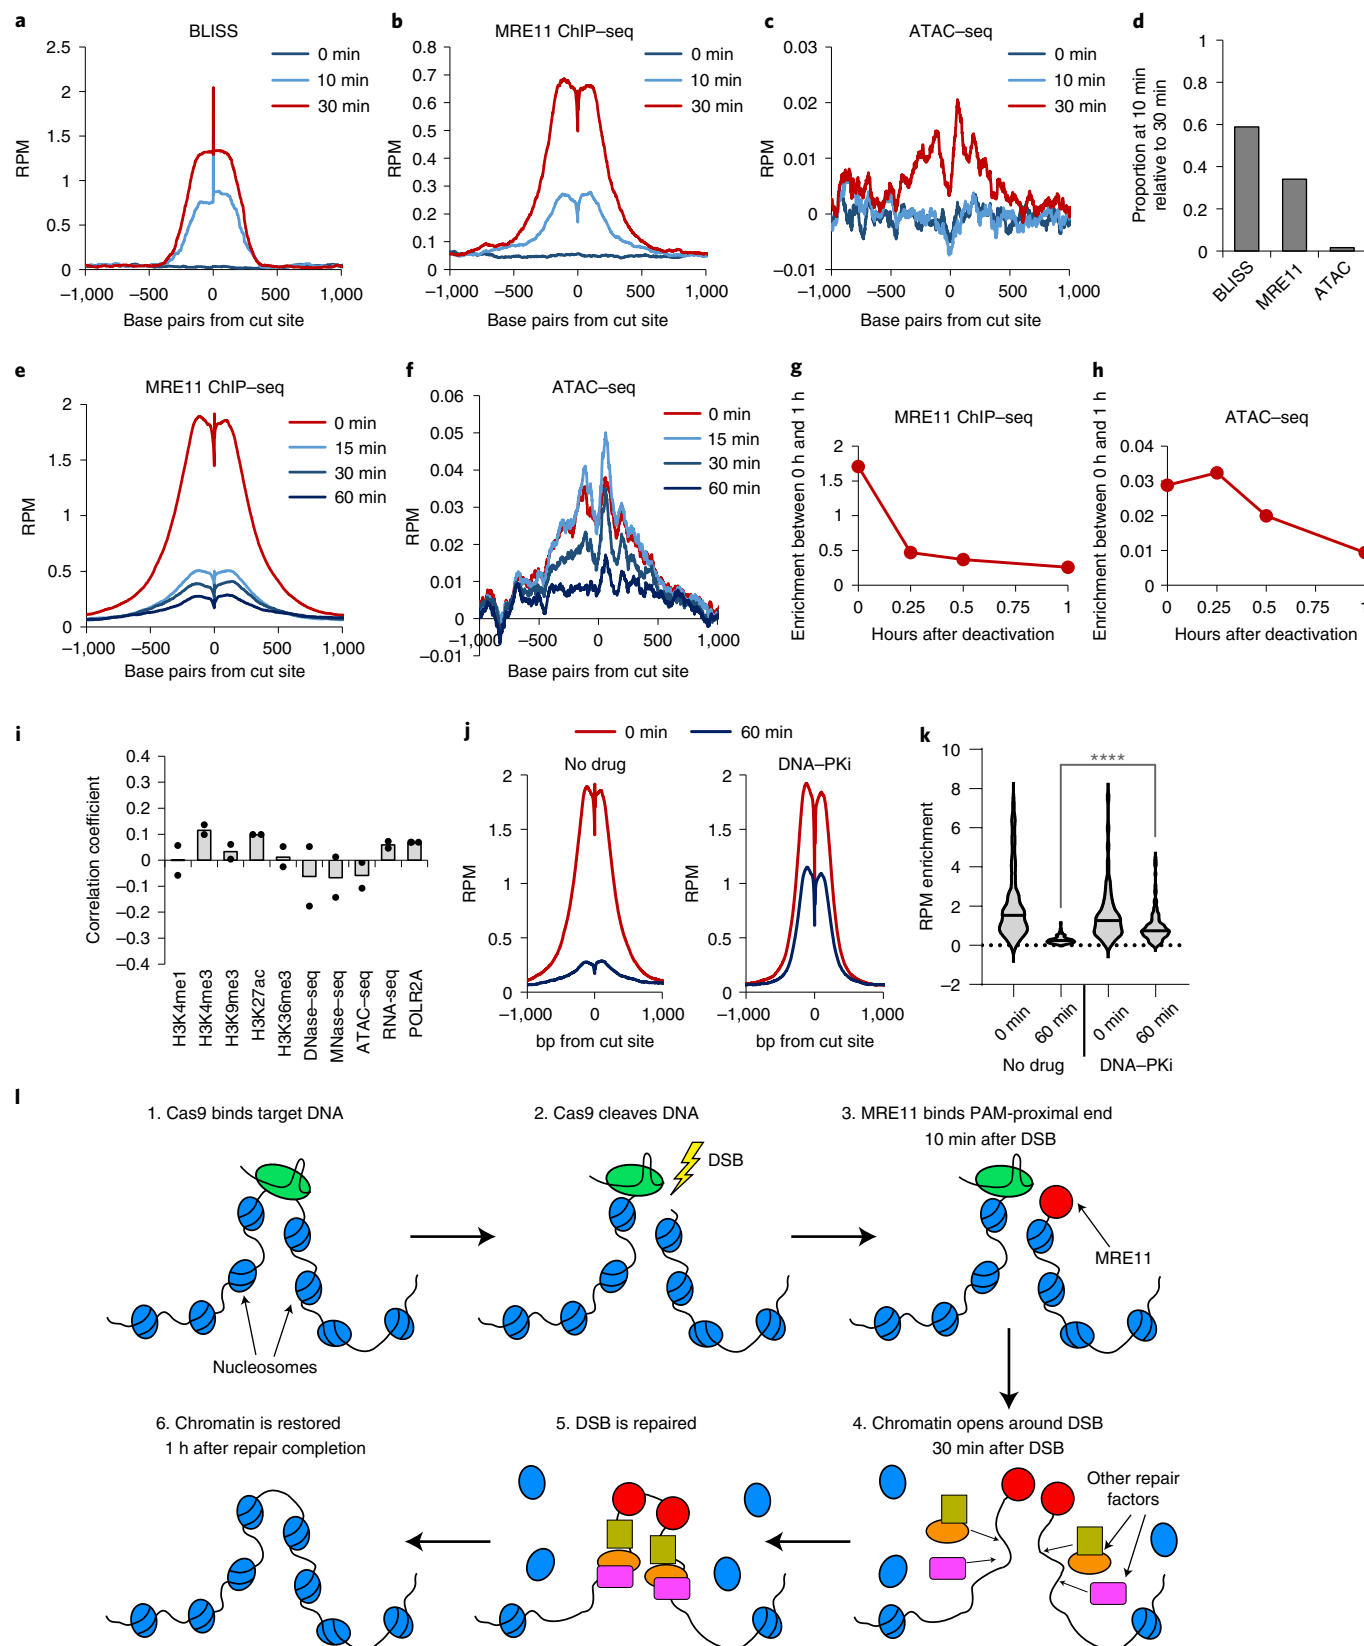 a
BLISS
2.5
2
1.5
1
0.5
0
RPM
0 min
10 min
30 min
−1,000 −500 0 500 1,000
Base pairs from cut site
b
MRE11 ChIP–seq
0.8
0.7
0.6
0.5
0.4
0.3
0.2
0.1
0
RPM
0 min
10 min
30 min
−1,000 −500 0 500 1,000
Base pairs from cut site
c
ATAC–seq
0.03
0.02
0.01
0
−0.01
RPM
0 min
10 min
30 min
−1,000 −500 0 500 1,000
Base pairs from cut site
d
Proportion at 10 min
relative to 30 min
1
0.8
0.6
0.4
0.2
0
BLISS
MRE11
ATAC
e
MRE11 ChIP–seq
2
1.5
1
0.5
0
RPM
0 min
15 min
30 min
60 min
−1,000 −500 0 500 1,000
Base pairs from cut site
f
ATAC–seq
0.06
0.05
0.04
0.03
0.02
0.01
0
−0.01
RPM
0 min
15 min
30 min
60 min
−1,000 −500 0 500 1,000
Base pairs from cut site
g
MRE11 ChIP–seq
Enrichment between 0 h and 1 h
2
1.5
1
0.5
0
0 0.25 0.5 0.75 1
Hours after deactivation
h
ATAC–seq
Enrichment between 0 h and 1 h
0.04
0.03
0.02
0.01
0
0 0.25 0.5 0.75 1
Hours after deactivation
i
Correlation coefficient
0.4
0.3
0.2
0.10
0
−0.1
−0.2
−0.3
−0.4
H3K4me1
H3K4me3
H3K9me3
H3K27ac
H3K36me3
DNase–seq
MNase–seq
ATAC–seq
RNA-seq
POLR2A
j
0 min
60 min
No drug
2
1.5
1
0.5
0
RPM
−1,000 0 1,000
bp from cut site
DNA–PKi
2
1.5
1
0.5
0
RPM
−1,000 0 1,000
bp from cut site
k
RPM enrichment
10
8
6
4
2
0
−2
****
0 min
60 min
0 min
60 min
No drug
DNA–PKi
l
1. Cas9 binds target DNA
Nucleosomes
2. Cas9 cleaves DNA
DSB
3. MRE11 binds PAM-proximal end
10 min after DSB
MRE11
6. Chromatin is restored
1 h after repair completion
5. DSB is repaired
4. Chromatin opens around DSB
30 min after DSB
Other repair
factors